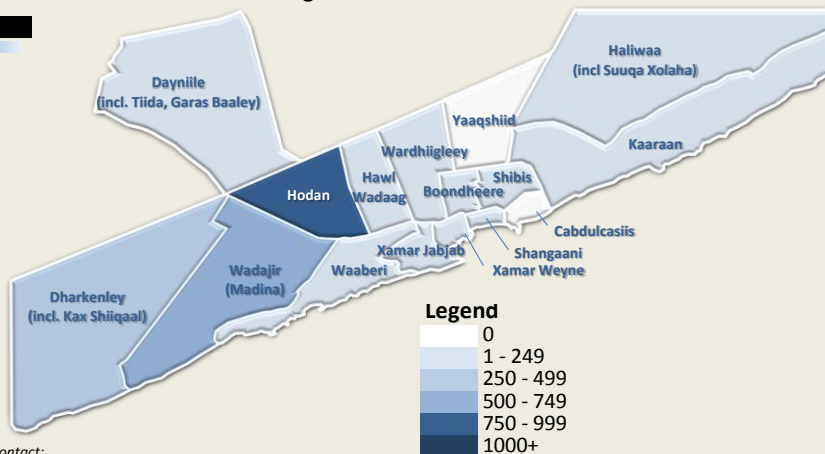 Haliwaa
(incl Suuqa Xolaha)
Dayniile
(incl. Tiida, Garas Baaley)
Yaaqshiid
Kaaraan
Wardhiigleey
Hawl
Wadaag
Shibis
Boondheere
Hodan
Cabdulcasiis
Xamar Jabjab
Shangaani
Waaberi
Xamar Weyne
Wadajir
(Madina)
Dharkenley
(incl. Kax Shiiqaal)
Legend
0
1 - 249
250 - 499
500 - 749
750 - 999
1000+